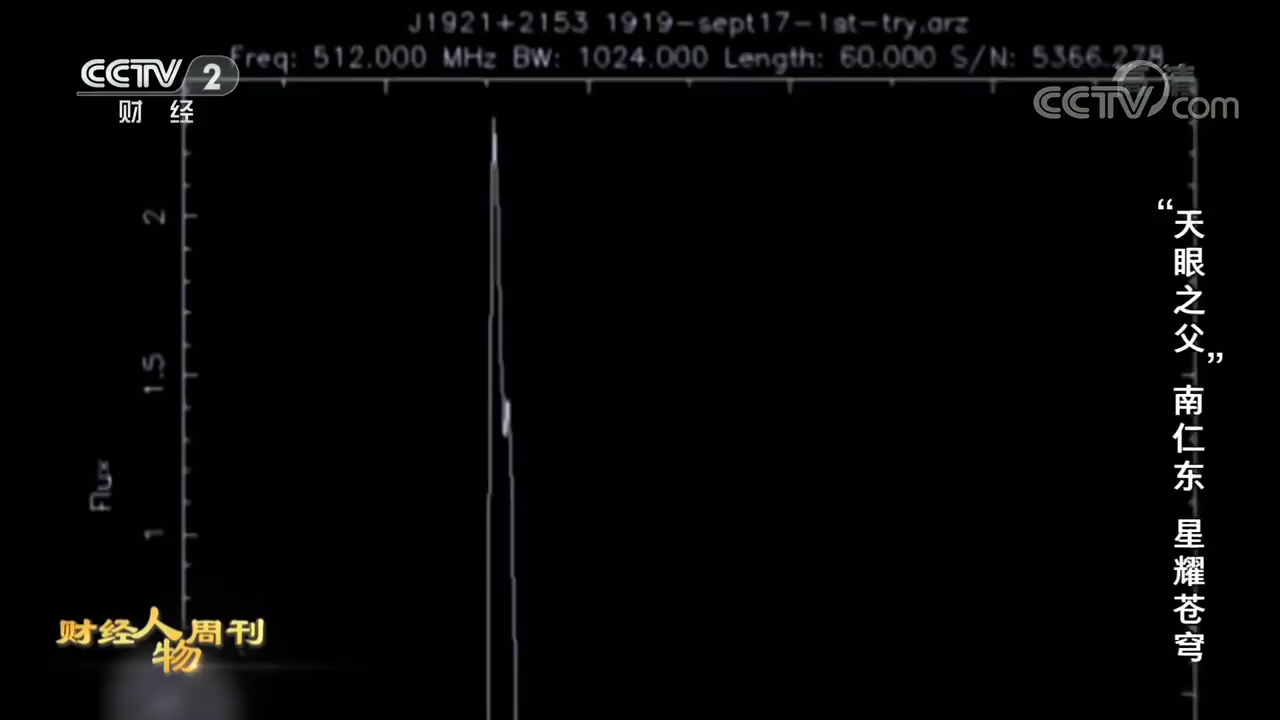 J1921+2153 1919-sept17-1st-try.arz
Freq: 512.000 MHz BW: 1024.000 Length: 60.000 S/N: 5366.278
CCTV 2
财经
高清
CCTV.com
2
1.5
Flux
1
“天眼之父”南仁东 星耀苍穹
财经人物周刊